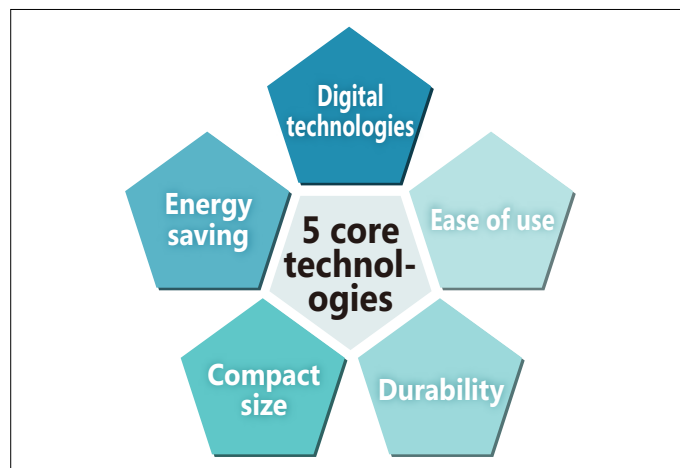 Digital
technologies
Energy
saving
Ease of use
5 core
technol-
ogies
Compact
size
Durability